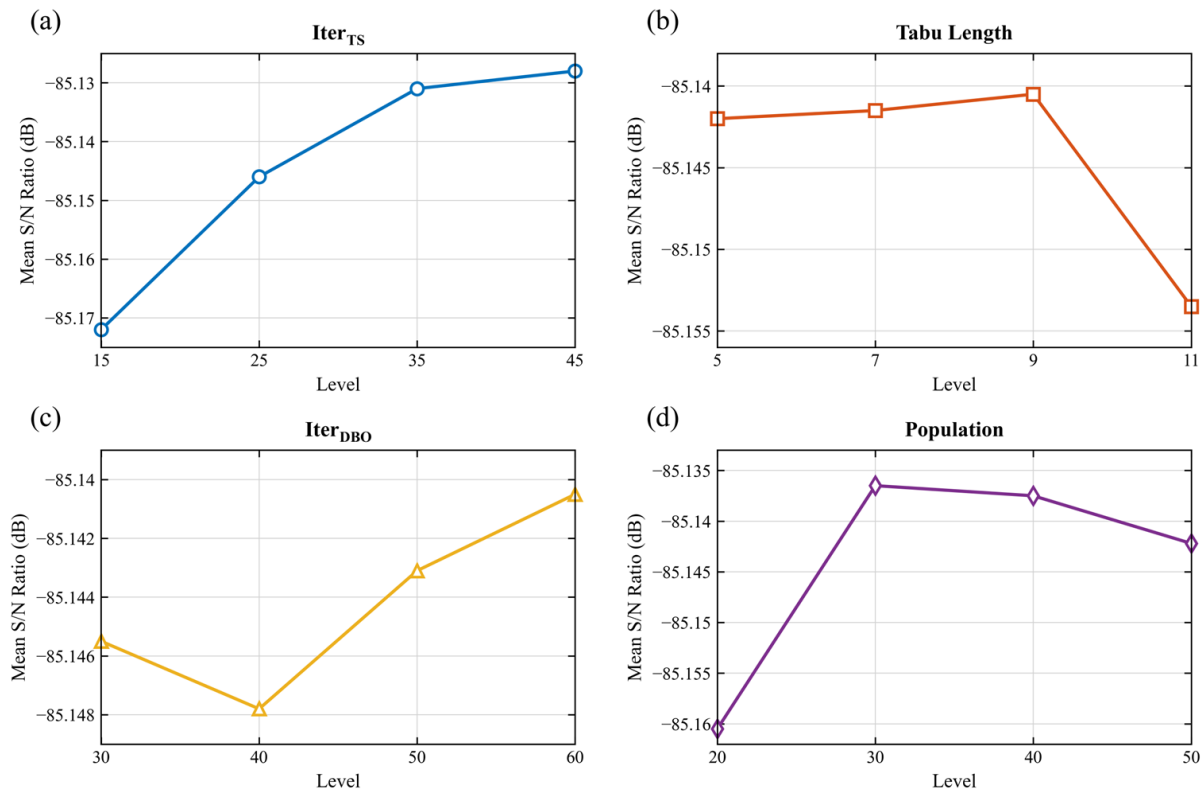 (a)
Iter_TS
Mean S/N Ratio (dB)
−85.13
−85.14
−85.15
−85.16
−85.17
15 25 35 45
Level
(b)
Tabu Length
Mean S/N Ratio (dB)
−85.14
−85.145
−85.15
−85.155
5 7 9 11
Level
(c)
Iter_DBO
Mean S/N Ratio (dB)
−85.14
−85.142
−85.144
−85.146
−85.148
30 40 50 60
Level
(d)
Population
Mean S/N Ratio (dB)
−85.135
−85.14
−85.145
−85.15
−85.155
−85.16
20 30 40 50
Level